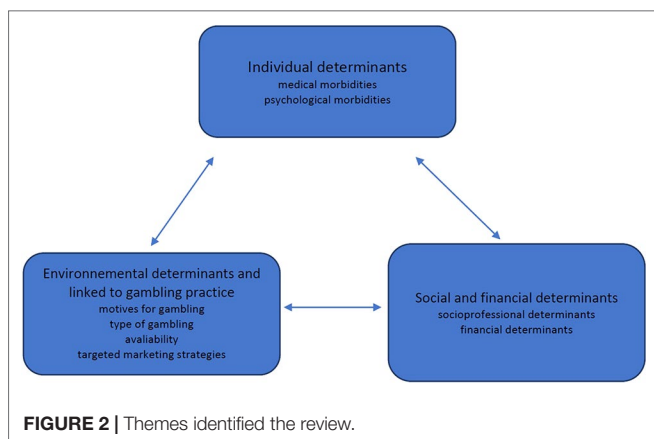 Individual determinants
medical morbidities
psychological morbidities
Environnemental determinants and
linked to gambling practice
motives for gambling
type of gambling
avaliability
targeted marketing strategies
Social and financial determinants
socioprofessional determinants
financial determinants
FIGURE 2 | Themes identified the review.